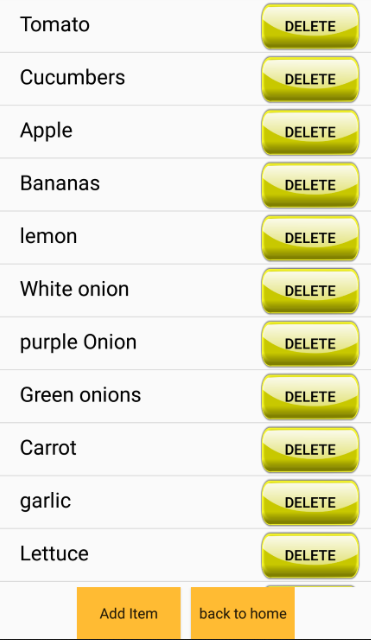 Tomato DELETE
Cucumbers DELETE
Apple DELETE
Bananas DELETE
lemon DELETE
White onion DELETE
purple Onion DELETE
Green onions DELETE
Carrot DELETE
garlic DELETE
Lettuce DELETE
Add Item back to home